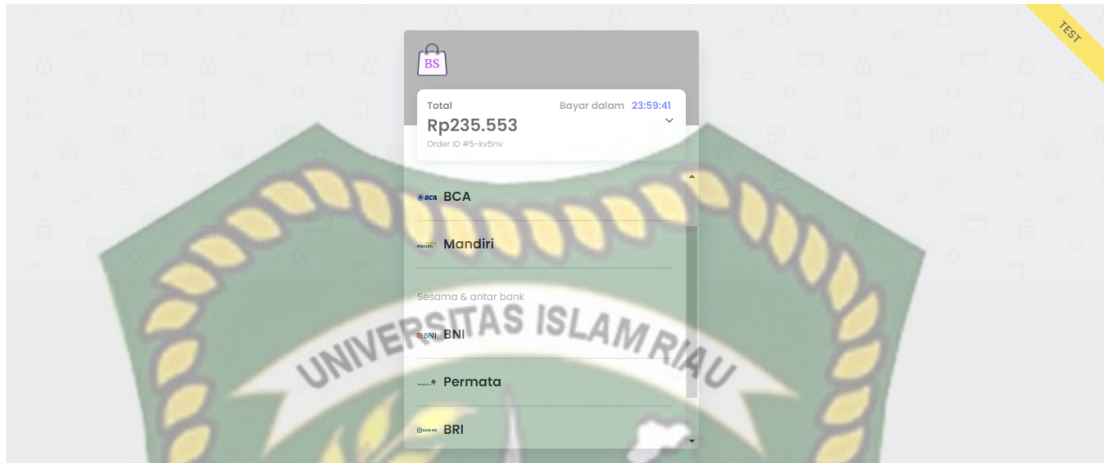 TEST
BS
Total
Bayar dalam 23:59:41
Rp235.553
Order ID #5-kv5nv
BCA BCA
Mandiri
Sesama & antar bank
BNI BNI
Permata
BRI
UNIVERSITAS ISLAM RIAU